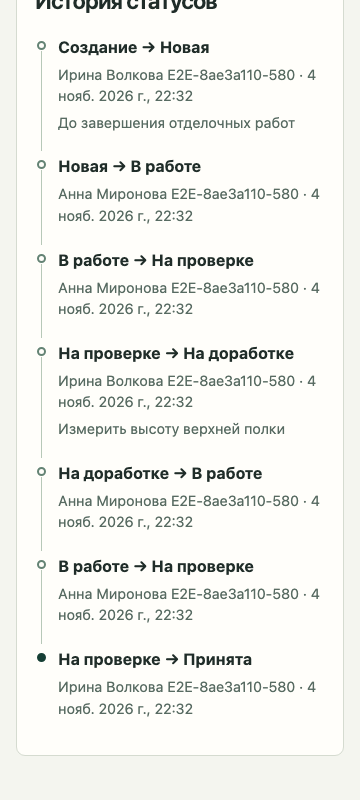 История статусов
Создание → Новая
Ирина Волкова E2E-8ae3a110-580 · 4
нояб. 2026 г., 22:32
До завершения отделочных работ
Новая → В работе
Анна Миронова E2E-8ae3a110-580 · 4
нояб. 2026 г., 22:32
В работе → На проверке
Анна Миронова E2E-8ae3a110-580 · 4
нояб. 2026 г., 22:32
На проверке → На доработке
Ирина Волкова E2E-8ae3a110-580 · 4
нояб. 2026 г., 22:32
Измерить высоту верхней полки
На доработке → В работе
Анна Миронова E2E-8ae3a110-580 · 4
нояб. 2026 г., 22:32
В работе → На проверке
Анна Миронова E2E-8ae3a110-580 · 4
нояб. 2026 г., 22:32
На проверке → Принята
Ирина Волкова E2E-8ae3a110-580 · 4
нояб. 2026 г., 22:32